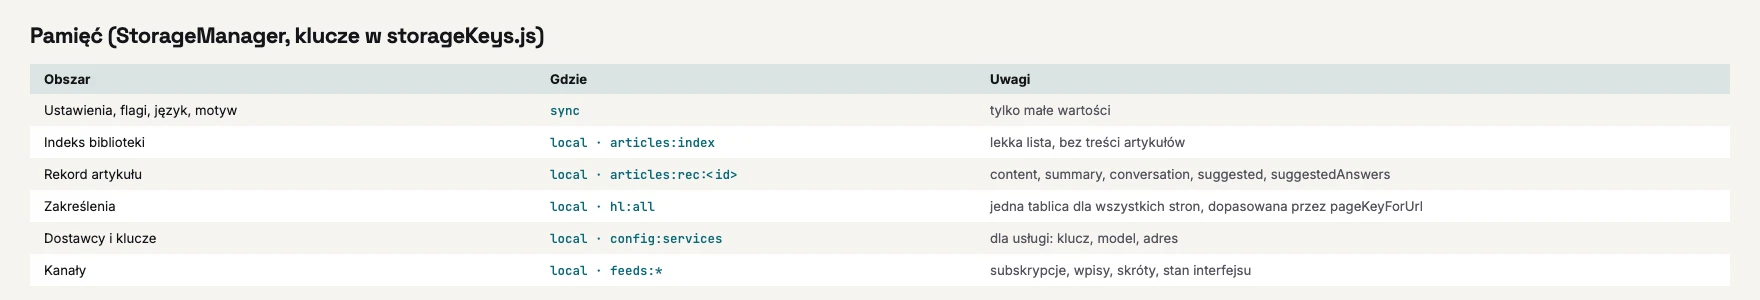 Pamięć (StorageManager, klucze w storageKeys.js)
Obszar Gdzie Uwagi
Ustawienia, flagi, język, motyw sync tylko małe wartości
Indeks biblioteki local · articles:index lekka lista, bez treści artykułów
Rekord artykułu local · articles:rec:<id> content, summary, conversation, suggested, suggestedAnswers
Zakreślenia local · hl:all jedna tablica dla wszystkich stron, dopasowana przez pageKeyForUrl
Dostawcy i klucze local · config:services dla usługi: klucz, model, adres
Kanały local · feeds:* subskrypcje, wpisy, skróty, stan interfejsu